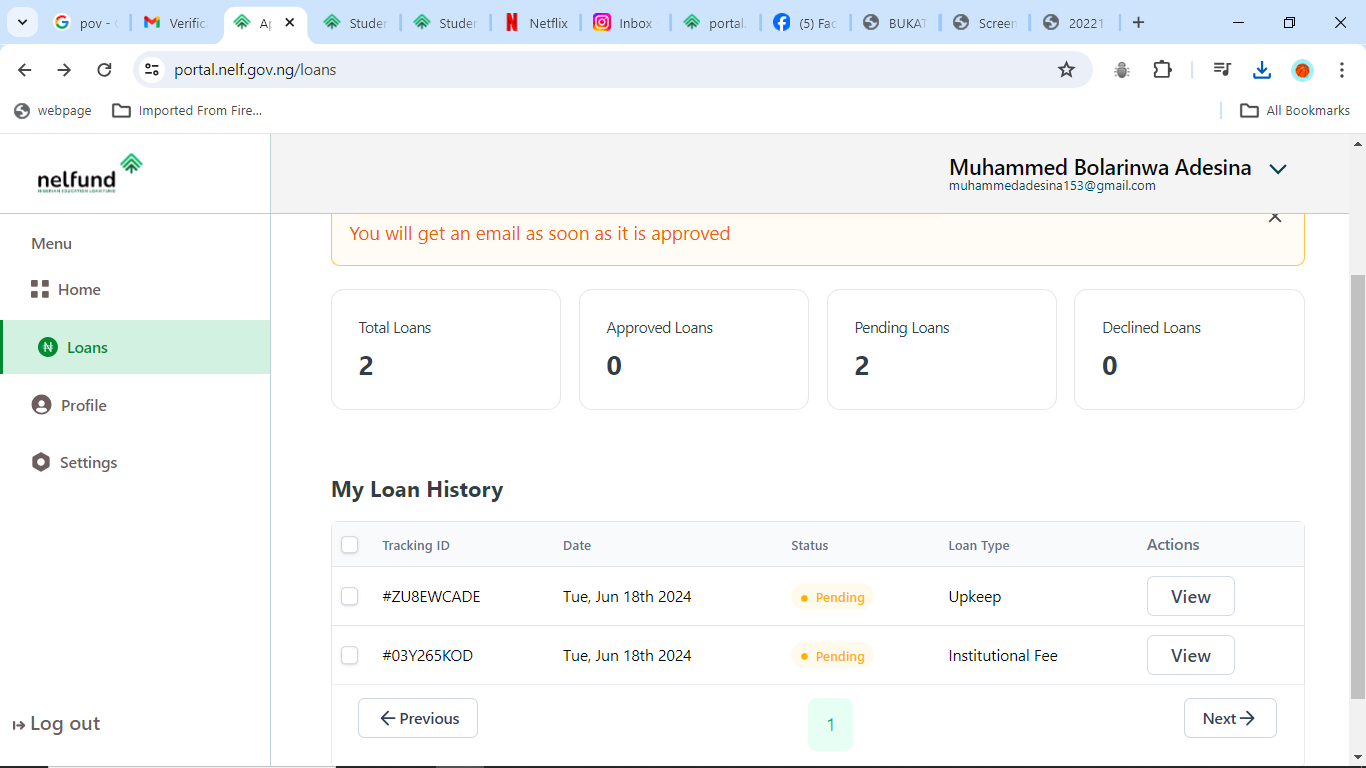 pov -
Verific
Ap
Studen
Studen
Netflix
Inbox
portal.
(5) Fac
BUKAT
Screen
20221
portal.nelf.gov.ng/loans
webpage
Imported From Fire...
All Bookmarks
nelfund
NIGERIAN EDUCATION LOAN FUND
Muhammed Bolarinwa Adesina
muhammedadesina153@gmail.com
Menu
Home
Loans
Profile
Settings
Log out
You will get an email as soon as it is approved
Total Loans
2
Approved Loans
0
Pending Loans
2
Declined Loans
0
My Loan History
Tracking ID Date Status Loan Type Actions
#ZU8EWCADE Tue, Jun 18th 2024 Pending Upkeep View
#03Y265KOD Tue, Jun 18th 2024 Pending Institutional Fee View
Previous 1 Next